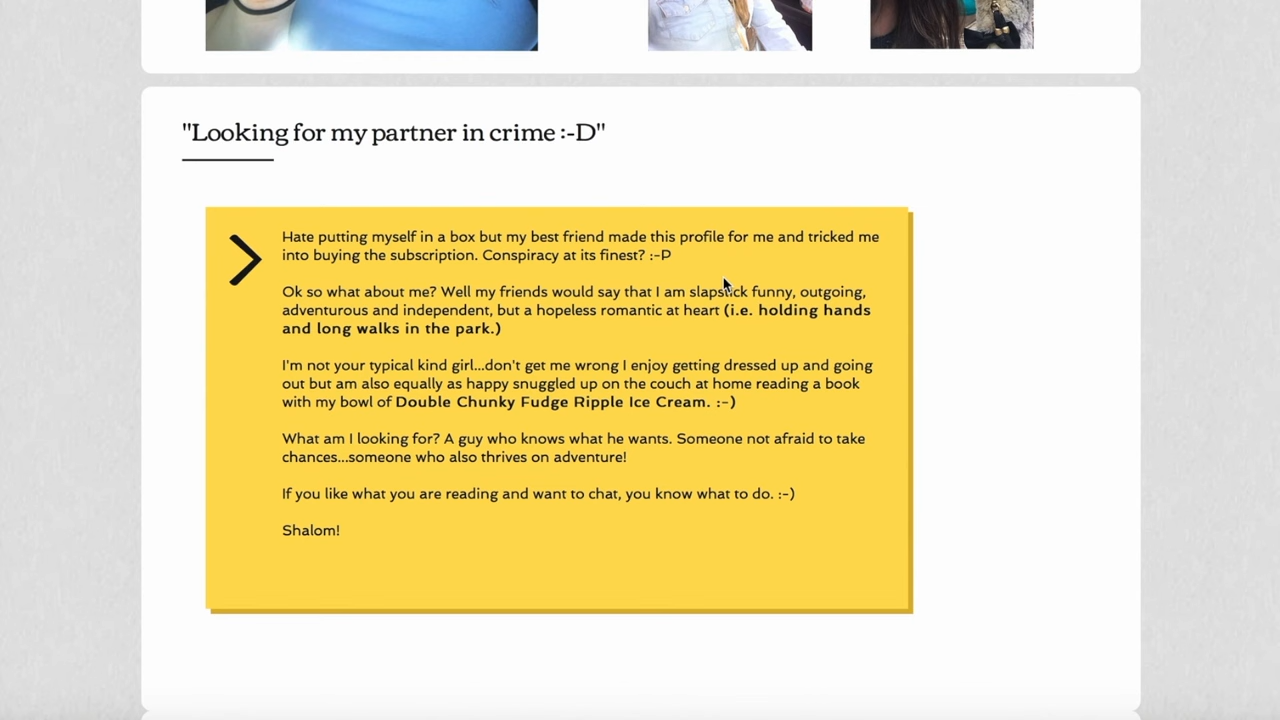 "Looking for my partner in crime :-D"
Hate putting myself in a box but my best friend made this profile for me and tricked me
into buying the subscription. Conspiracy at its finest? :-P
Ok so what about me? Well my friends would say that I am slapstick funny, outgoing,
adventurous and independent, but a hopeless romantic at heart (i.e. holding hands
and long walks in the park.)
I'm not your typical kind girl...don't get me wrong I enjoy getting dressed up and going
out but am also equally as happy snuggled up on the couch at home reading a book
with my bowl of Double Chunky Fudge Ripple Ice Cream. :-)
What am I looking for? A guy who knows what he wants. Someone not afraid to take
chances...someone who also thrives on adventure!
If you like what you are reading and want to chat, you know what to do. :-)
Shalom!